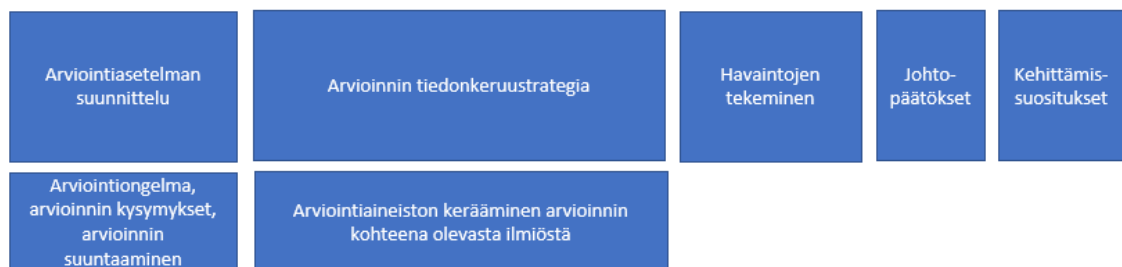 Arviointiasetelman
suunnittelu
Arvioinnin tiedonkeruustrategia
Havaintojen
tekeminen
Johto-
päätökset
Kehittämis-
suositukset
Arviointiongelma,
arvioinnin kysymykset,
arvioinnin
suuntaaminen
Arviointiaineiston kerääminen arvioinnin
kohteena olevasta ilmiöstä